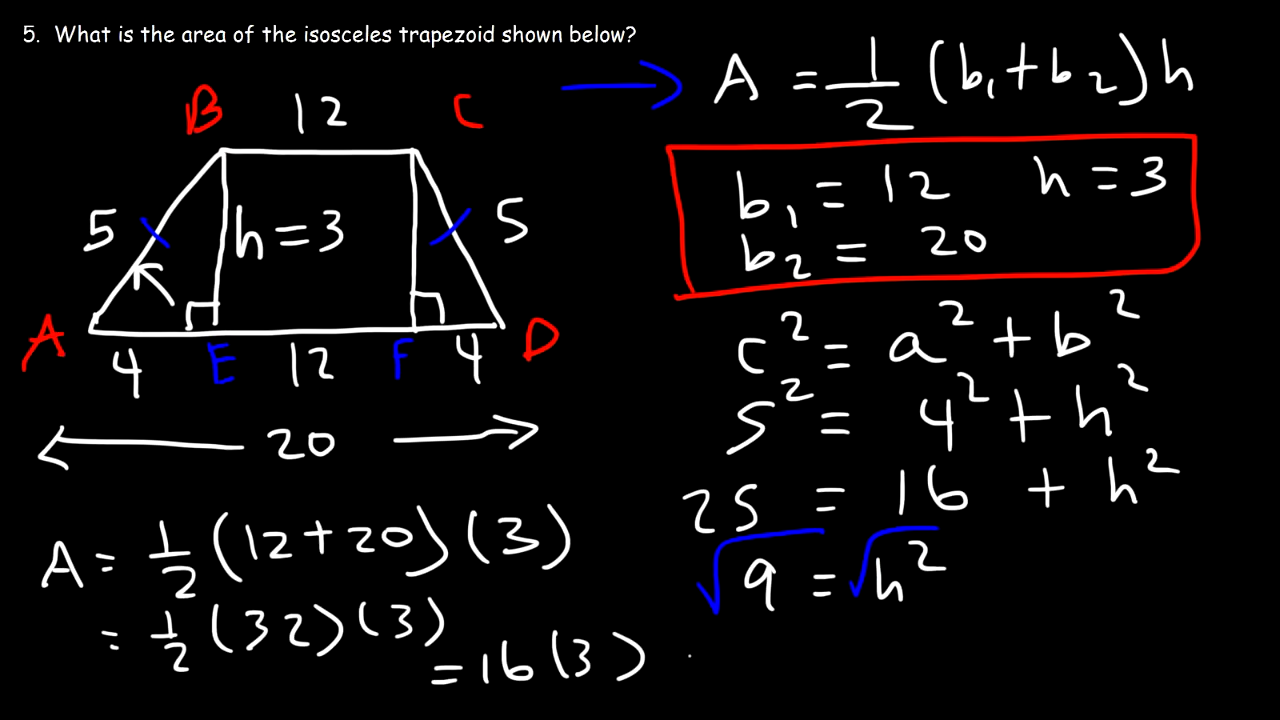 5. What is the area of the isosceles trapezoid shown below?
A = 1/2 (b₁ + b₂) h
b₁ = 12 h = 3
b₂ = 20
B 12 C
5 h = 3 5
A 4 E 12 F 4 D
20
c² = a² + b²
5² = 4² + h²
25 = 16 + h²
√9 = √h²
A = 1/2 (12 + 20) (3)
= 1/2 (32) (3)
= 16 (3)